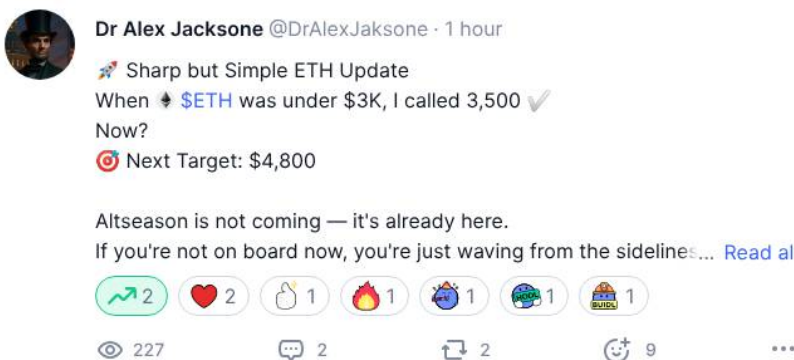 Dr Alex Jacksone @DrAlexJaksone · 1 hour
🚀 Sharp but Simple ETH Update
When $ETH was under $3K, I called 3,500 ✔️
Now?
🎯 Next Target: $4,800
Altseason is not coming — it's already here.
If you're not on board now, you're just waving from the sidelines... Read al
2 2 1 1 1 HODL 1 BUIDL 1
227 2 2 9